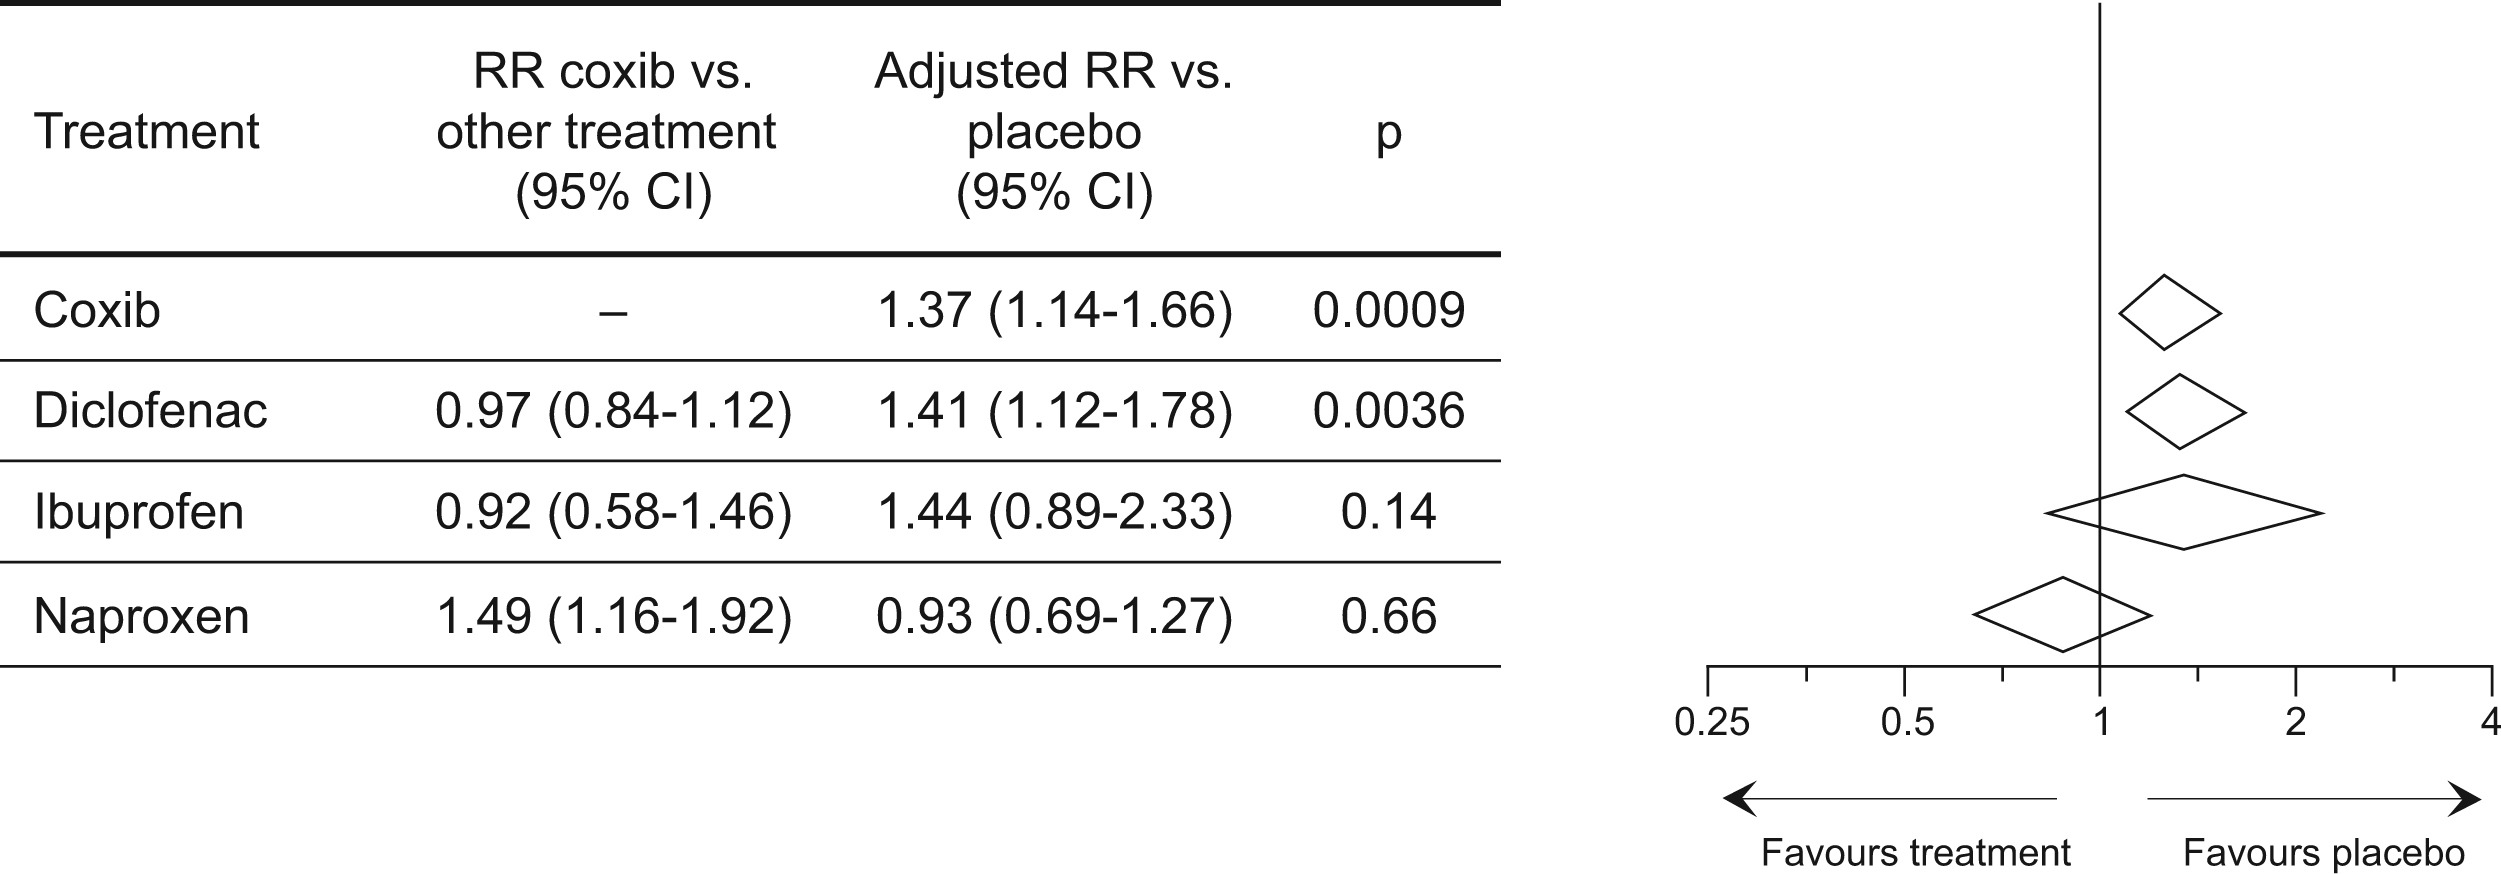 Treatment
RR coxib vs.
other treatment
(95% CI)
Adjusted RR vs.
placebo
(95% CI)
p
Coxib – 1.37 (1.14-1.66) 0.0009
Diclofenac 0.97 (0.84-1.12) 1.41 (1.12-1.78) 0.0036
Ibuprofen 0.92 (0.58-1.46) 1.44 (0.89-2.33) 0.14
Naproxen 1.49 (1.16-1.92) 0.93 (0.69-1.27) 0.66
0.25 0.5 1 2 4
Favours treatment Favours placebo